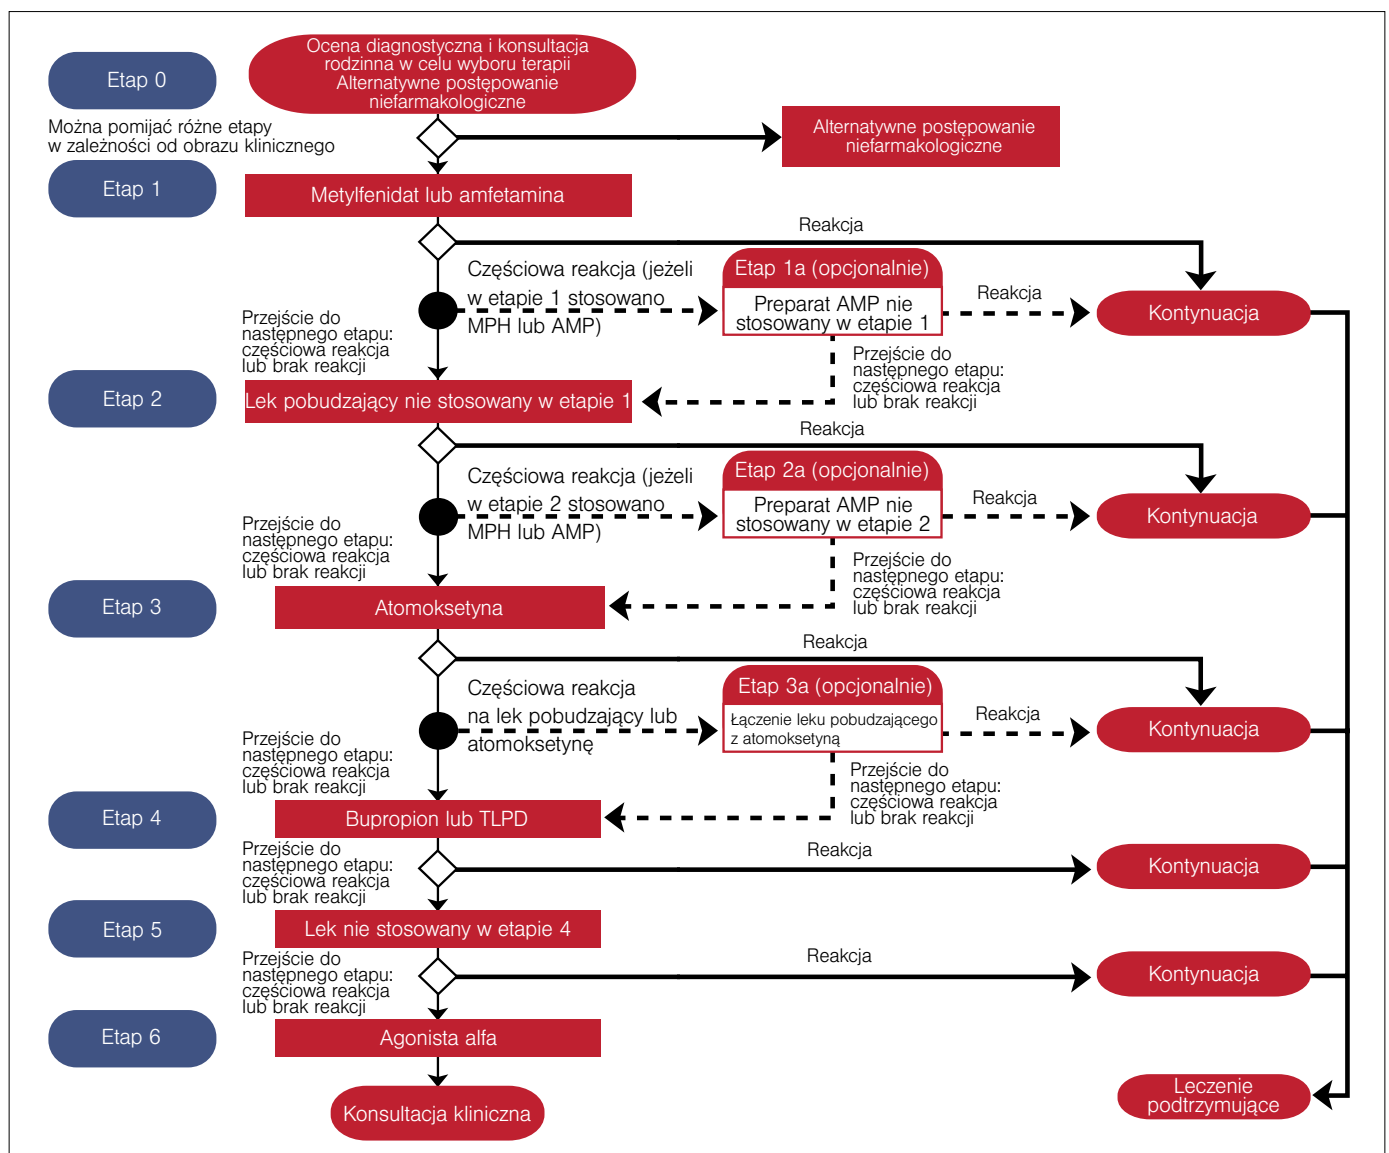 Etap 0
Ocena diagnostyczna i konsultacja
rodzinna w celu wyboru terapii
Alternatywne postępowanie
niefarmakologiczne
Można pomijać różne etapy
w zależności od obrazu klinicznego
Alternatywne postępowanie
niefarmakologiczne
Etap 1
Metylfenidat lub amfetamina
Reakcja
Częściowa reakcja (jeżeli
w etapie 1 stosowano
MPH lub AMP)
Etap 1a (opcjonalnie)
Preparat AMP nie
stosowany w etapie 1
Reakcja
Kontynuacja
Przejście do
następnego etapu:
częściowa reakcja
lub brak reakcji
Przejście do
następnego etapu:
częściowa reakcja
lub brak reakcji
Etap 2
Lek pobudzający nie stosowany w etapie 1
Reakcja
Częściowa reakcja (jeżeli
w etapie 2 stosowano
MPH lub AMP)
Etap 2a (opcjonalnie)
Preparat AMP nie
stosowany w etapie 2
Reakcja
Kontynuacja
Przejście do
następnego etapu:
częściowa reakcja
lub brak reakcji
Przejście do
następnego etapu:
częściowa reakcja
lub brak reakcji
Etap 3
Atomoksetyna
Reakcja
Częściowa reakcja
na lek pobudzający lub
atomoksetynę
Etap 3a (opcjonalnie)
Łączenie leku pobudzającego
z atomoksetyną
Reakcja
Kontynuacja
Przejście do
następnego etapu:
częściowa reakcja
lub brak reakcji
Przejście do
następnego etapu:
częściowa reakcja
lub brak reakcji
Etap 4
Bupropion lub TLPD
Przejście do
następnego etapu:
częściowa reakcja
lub brak reakcji
Reakcja
Kontynuacja
Etap 5
Lek nie stosowany w etapie 4
Przejście do
następnego etapu:
częściowa reakcja
lub brak reakcji
Reakcja
Kontynuacja
Etap 6
Agonista alfa
Konsultacja kliniczna
Leczenie
podtrzymujące